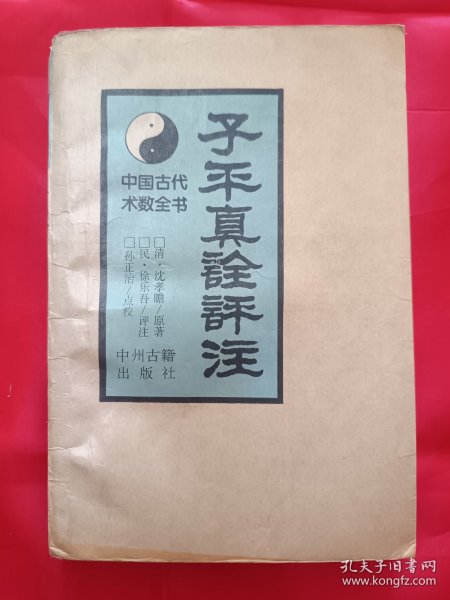 子平真詮評注
中国古代
术数全书
□清·沈孝瞻/原著
□民·徐乐吾/评注
□孙正治/点校
中州古籍
出版社
孔夫子旧书网
www.kongfz.com